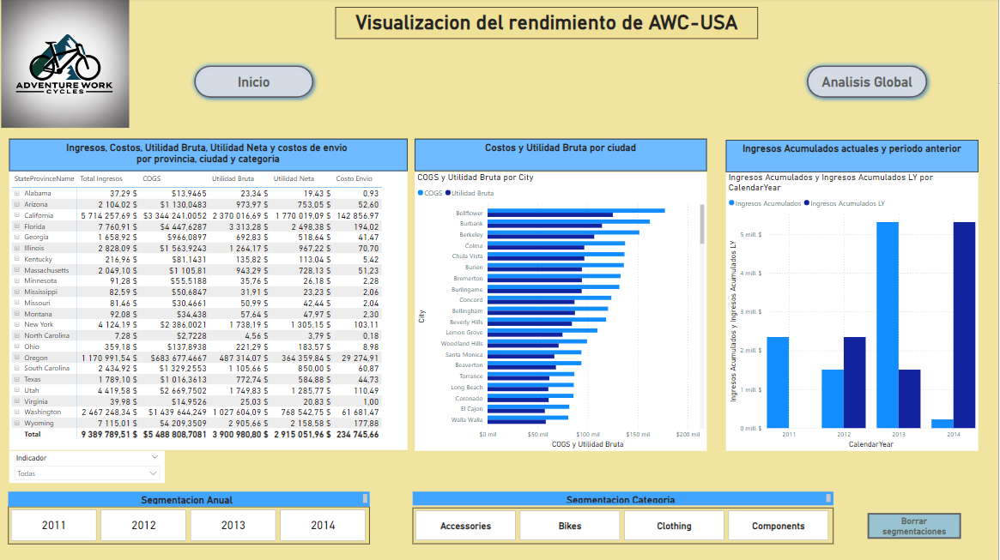 Visualizacion del rendimiento de AWC-USA
ADVENTURE WORK
CYCLES
Inicio
Analisis Global
Ingresos, Costos, Utilidad Bruta, Utilidad Neta y costos de envio
por provincia, ciudad y categoria
StateProvinceName Total Ingresos COGS Utilidad Bruta Utilidad Neta Costo Envio
Alabama 37,29 $ $13,9465 23,34 $ 19,43 $ 0,93
Arizona 2 104,02 $ $1 130,0483 973,97 $ 753,05 $ 52,60
California 5 714 257,69 $ $3 344 241,0052 2 370 016,69 $ 1 770 019,09 $ 142 856,97
Florida 7 760,91 $ $4 447,6287 3 313,28 $ 2 498,38 $ 194,02
Georgia 1 658,92 $ $966,0897 692,83 $ 518,64 $ 41,47
Illinois 2 828,09 $ $1 563,9243 1 264,17 $ 967,22 $ 70,70
Kentucky 216,96 $ $81,1431 135,82 $ 113,04 $ 5,42
Massachusetts 2 049,10 $ $1 105,81 943,29 $ 728,13 $ 51,23
Minnesota 91,28 $ $55,5188 35,76 $ 26,18 $ 2,28
Mississippi 82,59 $ $50,6847 31,91 $ 23,23 $ 2,06
Missouri 81,46 $ $30,4661 50,99 $ 42,44 $ 2,04
Montana 92,08 $ $34,438 57,64 $ 47,97 $ 2,30
New York 4 124,19 $ $2 386,0021 1 738,19 $ 1 305,15 $ 103,11
North Carolina 7,28 $ $2,7228 4,56 $ 3,79 $ 0,18
Ohio 359,18 $ $137,8938 221,29 $ 183,57 $ 8,98
Oregon 1 170 991,54 $ $683 677,4667 487 314,07 $ 364 359,84 $ 29 274,91
South Carolina 2 434,92 $ $1 329,2553 1 105,66 $ 850,00 $ 60,87
Texas 1 789,10 $ $1 016,3613 772,74 $ 584,88 $ 44,73
Utah 4 419,58 $ $2 669,7502 1 749,83 $ 1 285,77 $ 110,49
Virginia 39,98 $ $14,9526 25,03 $ 20,83 $ 1,00
Washington 2 467 248,34 $ $1 439 644,249 1 027 604,09 $ 768 542,75 $ 61 681,47
Wyoming 7 115,01 $ $4 209,3509 2 905,66 $ 2 158,58 $ 177,88
Total 9 389 789,51 $ $5 488 808,7081 3 900 980,80 $ 2 915 051,96 $ 234 745,66
Costos y Utilidad Bruta por ciudad
COGS y Utilidad Bruta por City
COGS Utilidad Bruta
City
Bellflower
Burbank
Berkeley
Colma
Chula Vista
Burien
Bremerton
Burlingame
Concord
Bellingham
Beverly Hills
Lemon Grove
Woodland Hills
Santa Monica
Beaverton
Torrance
Long Beach
Coronado
El Cajon
Walla Walla
$0 mil $50 mil $100 mil $150 mil $200 mil
COGS y Utilidad Bruta
Ingresos Acumulados actuales y periodo anterior
Ingresos Acumulados y Ingresos Acumulados LY por
CalendarYear
Ingresos Acumulados Ingresos Acumulados LY
Ingresos Acumulados y Ingresos Acumulados LY
5 mill. $
4 mill. $
3 mill. $
2 mill. $
1 mill. $
0 mill. $
2011 2012 2013 2014
CalendarYear
Indicador
Todas
Segmentacion Anual
2011 2012 2013 2014
Segmentacion Categoria
Accessories Bikes Clothing Components
Borrar
segmentaciones